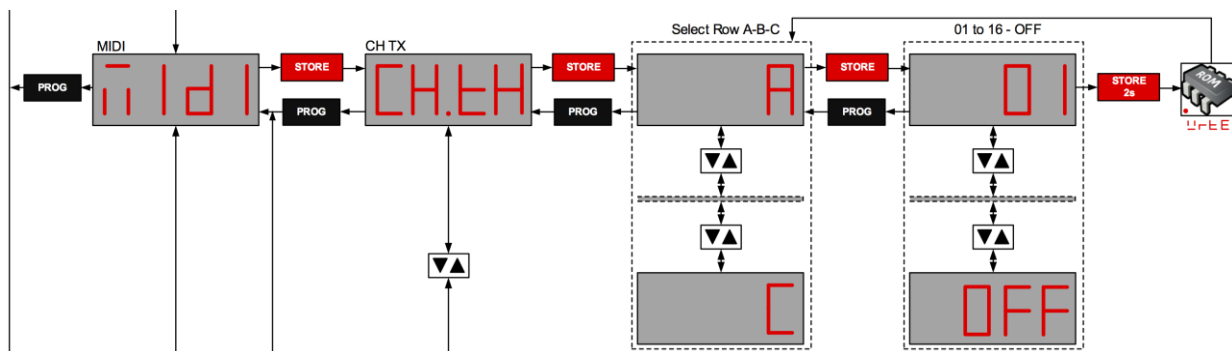 Select Row A-B-C
01 to 16 - OFF
MIDI
CH TX
PROG
MIdI
STORE
PROG
CH.tH
STORE
PROG
A
STORE
PROG
01
STORE
2s
ROM
C
OFF